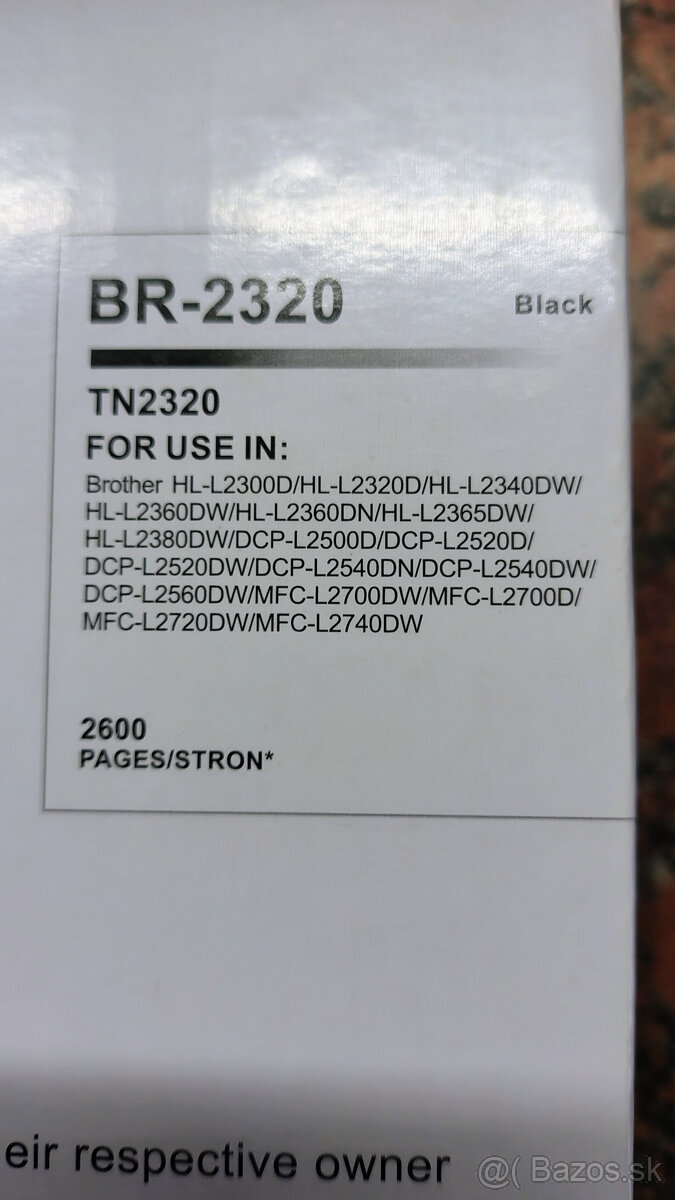 BR-2320 Black
TN2320
FOR USE IN:
Brother HL-L2300D/HL-L2320D/HL-L2340DW/
HL-L2360DW/HL-L2360DN/HL-L2365DW/
HL-L2380DW/DCP-L2500D/DCP-L2520D/
DCP-L2520DW/DCP-L2540DN/DCP-L2540DW/
DCP-L2560DW/MFC-L2700DW/MFC-L2700D/
MFC-L2720DW/MFC-L2740DW
2600
PAGES/STRON*
eir respective owner
@( Bazos.sk